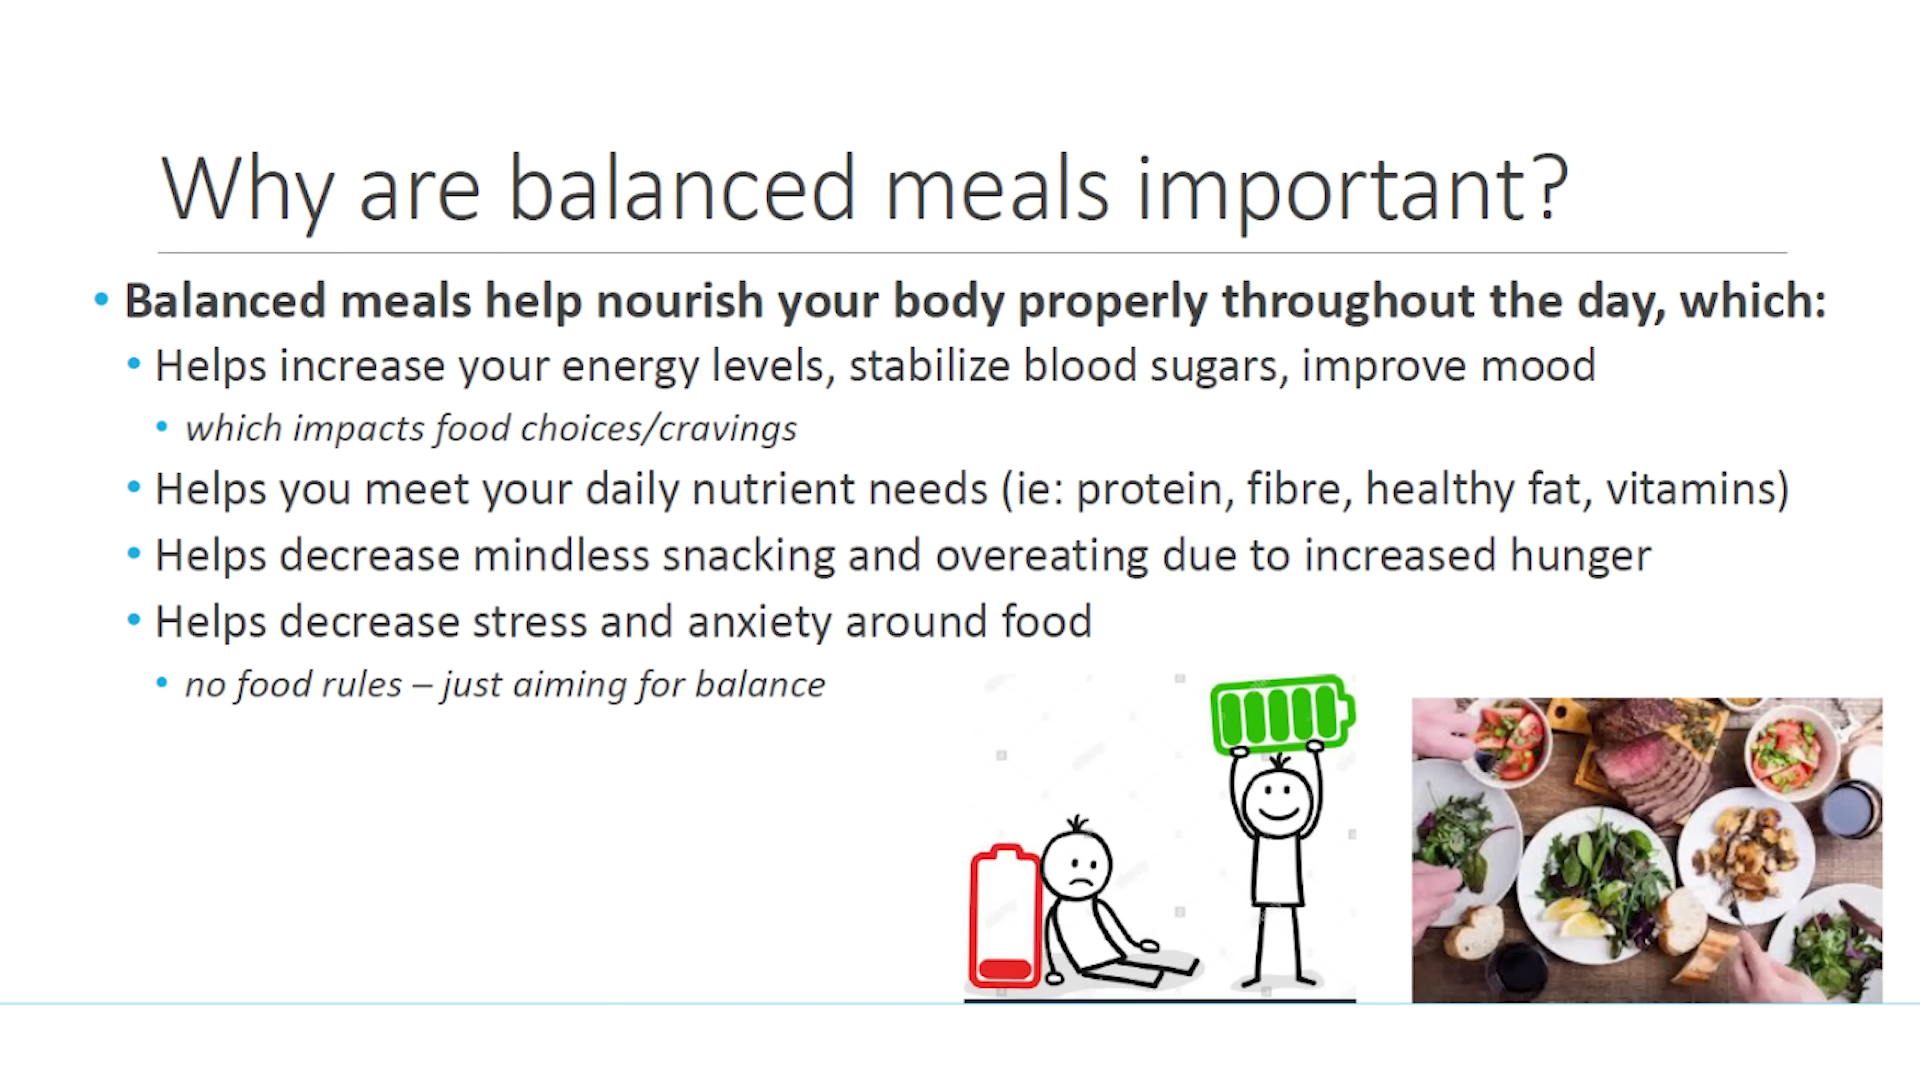 Why are balanced meals important?
• Balanced meals help nourish your body properly throughout the day, which:
• Helps increase your energy levels, stabilize blood sugars, improve mood
• which impacts food choices/cravings
• Helps you meet your daily nutrient needs (ie: protein, fibre, healthy fat, vitamins)
• Helps decrease mindless snacking and overeating due to increased hunger
• Helps decrease stress and anxiety around food
• no food rules – just aiming for balance